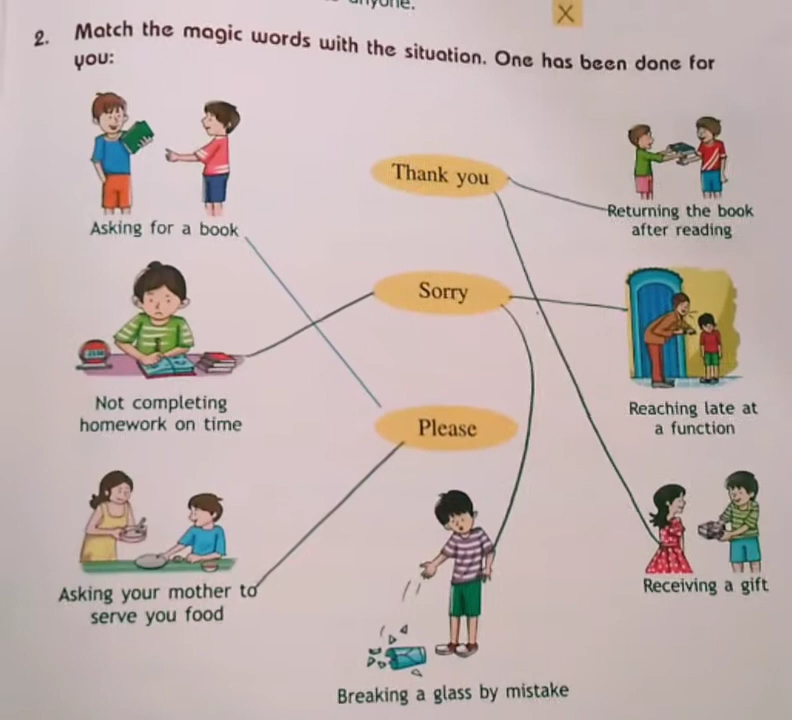 anyone.
X
2. Match the magic words with the situation. One has been done for
you:
Asking for a book
Thank you
Returning the book
after reading
Sorry
Not completing
homework on time
Reaching late at
a function
Please
Asking your mother to
serve you food
Receiving a gift
Breaking a glass by mistake